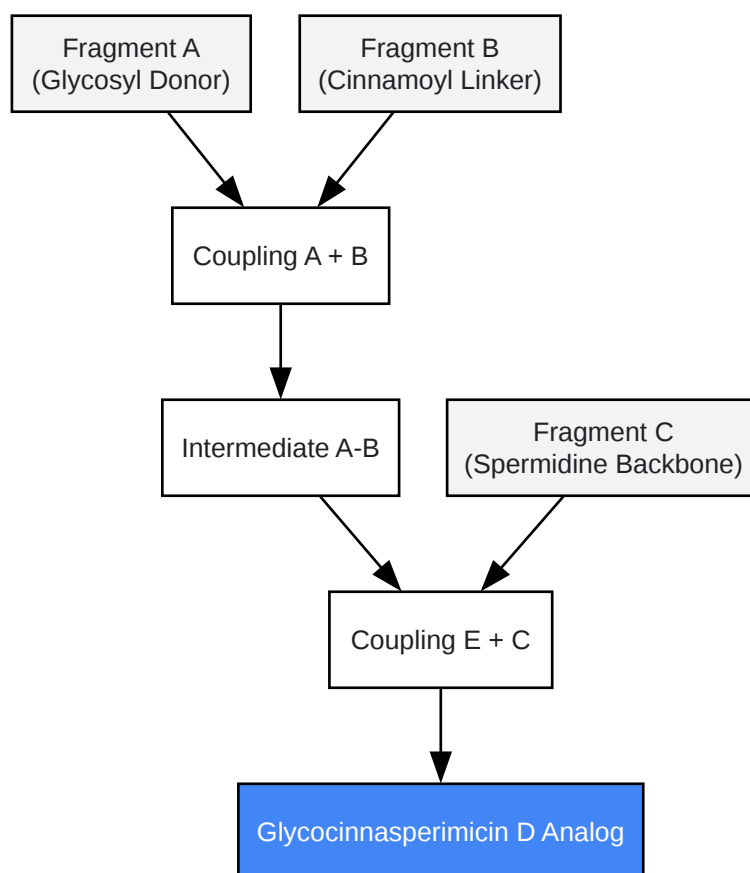 Fragment A
(Glycosyl Donor)
Fragment B
(Cinnamoyl Linker)
Coupling A + B
Intermediate A-B
Fragment C
(Spermidine Backbone)
Coupling E + C
Glycocinnasperimicin D Analog